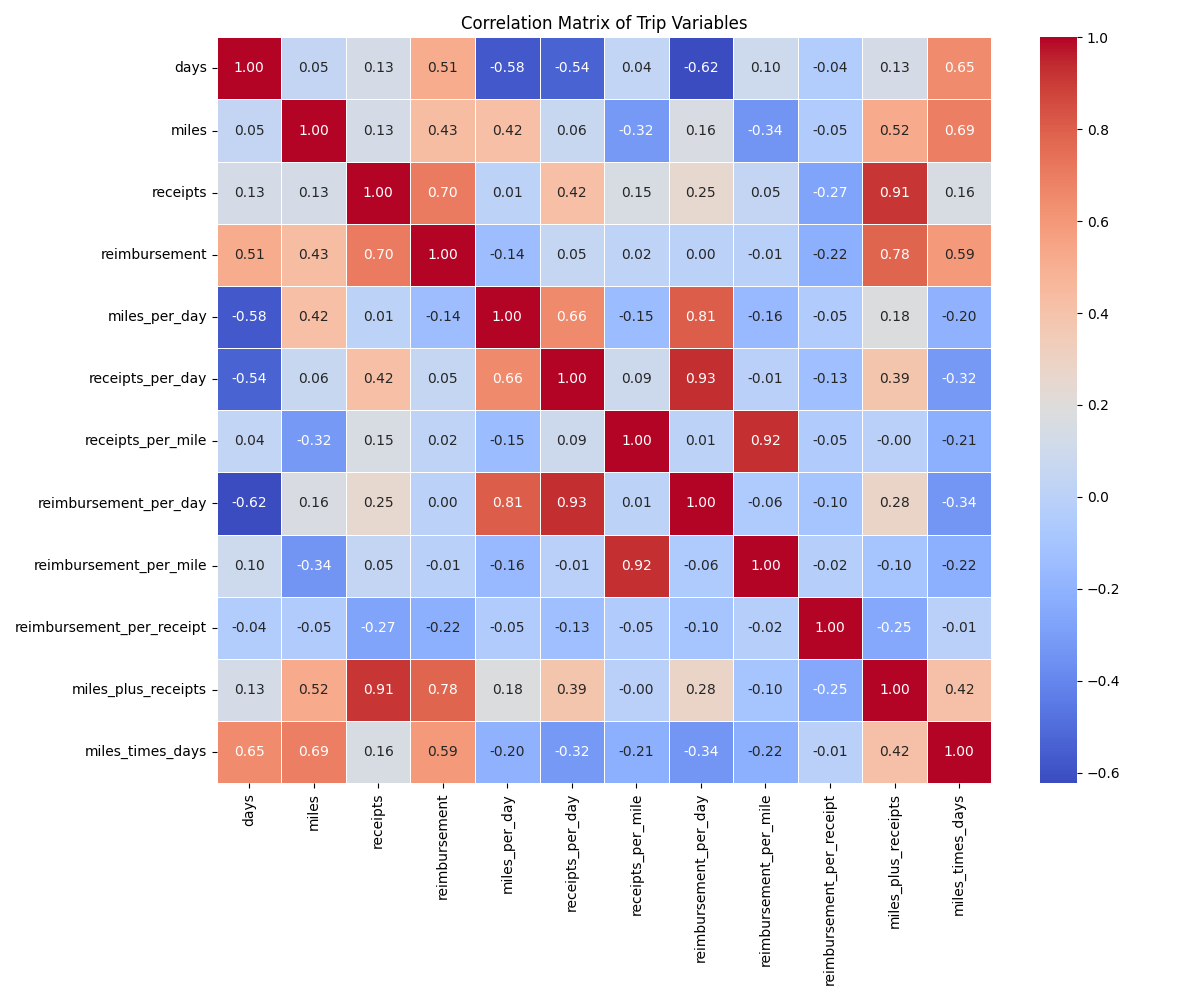 Correlation Matrix of Trip Variables
days 1.00 0.05 0.13 0.51 -0.58 -0.54 0.04 -0.62 0.10 -0.04 0.13 0.65
miles 0.05 1.00 0.13 0.43 0.42 0.06 -0.32 0.16 -0.34 -0.05 0.52 0.69
receipts 0.13 0.13 1.00 0.70 0.01 0.42 0.15 0.25 0.05 -0.27 0.91 0.16
reimbursement 0.51 0.43 0.70 1.00 -0.14 0.05 0.02 0.00 -0.01 -0.22 0.78 0.59
miles_per_day -0.58 0.42 0.01 -0.14 1.00 0.66 -0.15 0.81 -0.16 -0.05 0.18 -0.20
receipts_per_day -0.54 0.06 0.42 0.05 0.66 1.00 0.09 0.93 -0.01 -0.13 0.39 -0.32
receipts_per_mile 0.04 -0.32 0.15 0.02 -0.15 0.09 1.00 0.01 0.92 -0.05 -0.00 -0.21
reimbursement_per_day -0.62 0.16 0.25 0.00 0.81 0.93 0.01 1.00 -0.06 -0.10 0.28 -0.34
reimbursement_per_mile 0.10 -0.34 0.05 -0.01 -0.16 -0.01 0.92 -0.06 1.00 -0.02 -0.10 -0.22
reimbursement_per_receipt -0.04 -0.05 -0.27 -0.22 -0.05 -0.13 -0.05 -0.10 -0.02 1.00 -0.25 -0.01
miles_plus_receipts 0.13 0.52 0.91 0.78 0.18 0.39 -0.00 0.28 -0.10 -0.25 1.00 0.42
miles_times_days 0.65 0.69 0.16 0.59 -0.20 -0.32 -0.21 -0.34 -0.22 -0.01 0.42 1.00
days
miles
receipts
reimbursement
miles_per_day
receipts_per_day
receipts_per_mile
reimbursement_per_day
reimbursement_per_mile
reimbursement_per_receipt
miles_plus_receipts
miles_times_days
1.0
0.8
0.6
0.4
0.2
0.0
−0.2
−0.4
−0.6